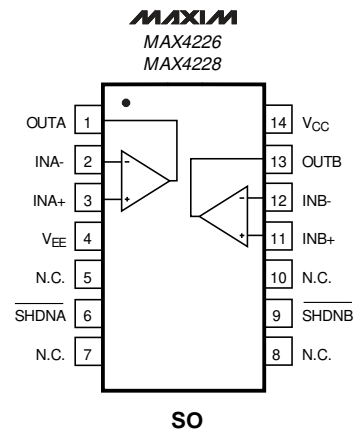 MAXIM
MAX4226
MAX4228
OUTA 1 14 VCC
INA- 2 - 13 OUTB
INA+ 3 + - 12 INB-
VEE 4 + 11 INB+
N.C. 5 10 N.C.
SHDNA 6 9 SHDNB
N.C. 7 8 N.C.
SO